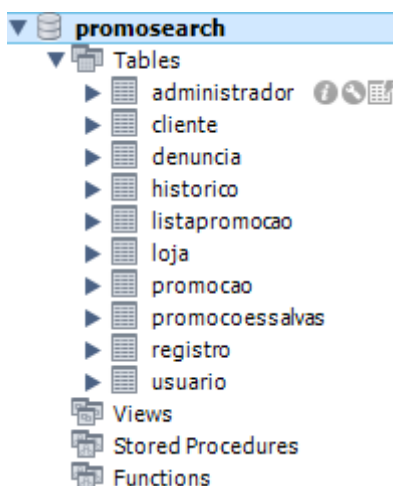 promosearch
Tables
administrador
cliente
denuncia
historico
listapromocao
loja
promocao
promocoessalvas
registro
usuario
Views
Stored Procedures
Functions